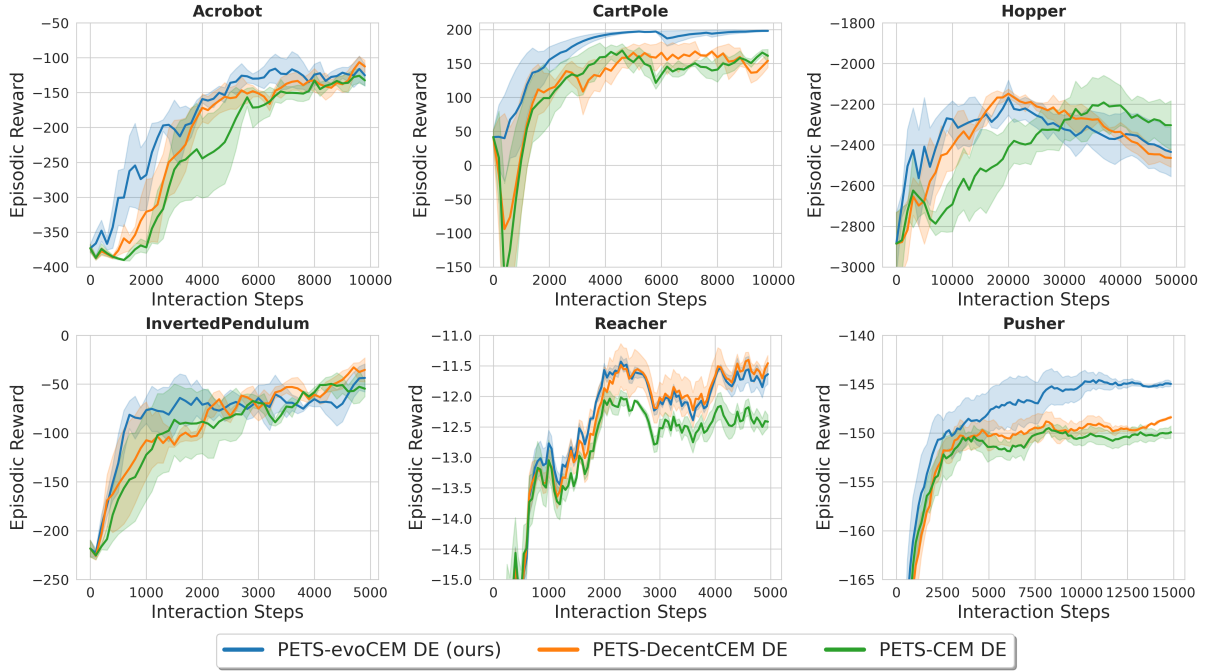 Acrobot
CartPole
Hopper
−50
−100
−150
−200
−250
−300
−350
−400
Episodic Reward
0 2000 4000 6000 8000 10000
Interaction Steps
200
150
100
50
0
−50
−100
−150
Episodic Reward
0 2000 4000 6000 8000 10000
Interaction Steps
−1800
−2000
−2200
−2400
−2600
−2800
−3000
Episodic Reward
0 10000 20000 30000 40000 50000
Interaction Steps
InvertedPendulum
Reacher
Pusher
0
−50
−100
−150
−200
−250
Episodic Reward
0 1000 2000 3000 4000 5000
Interaction Steps
−11.0
−11.5
−12.0
−12.5
−13.0
−13.5
−14.0
−14.5
−15.0
Episodic Reward
0 1000 2000 3000 4000 5000
Interaction Steps
−140
−145
−150
−155
−160
−165
Episodic Reward
0 2500 5000 7500 10000 12500 15000
Interaction Steps
PETS-evoCEM DE (ours) PETS-DecentCEM DE PETS-CEM DE